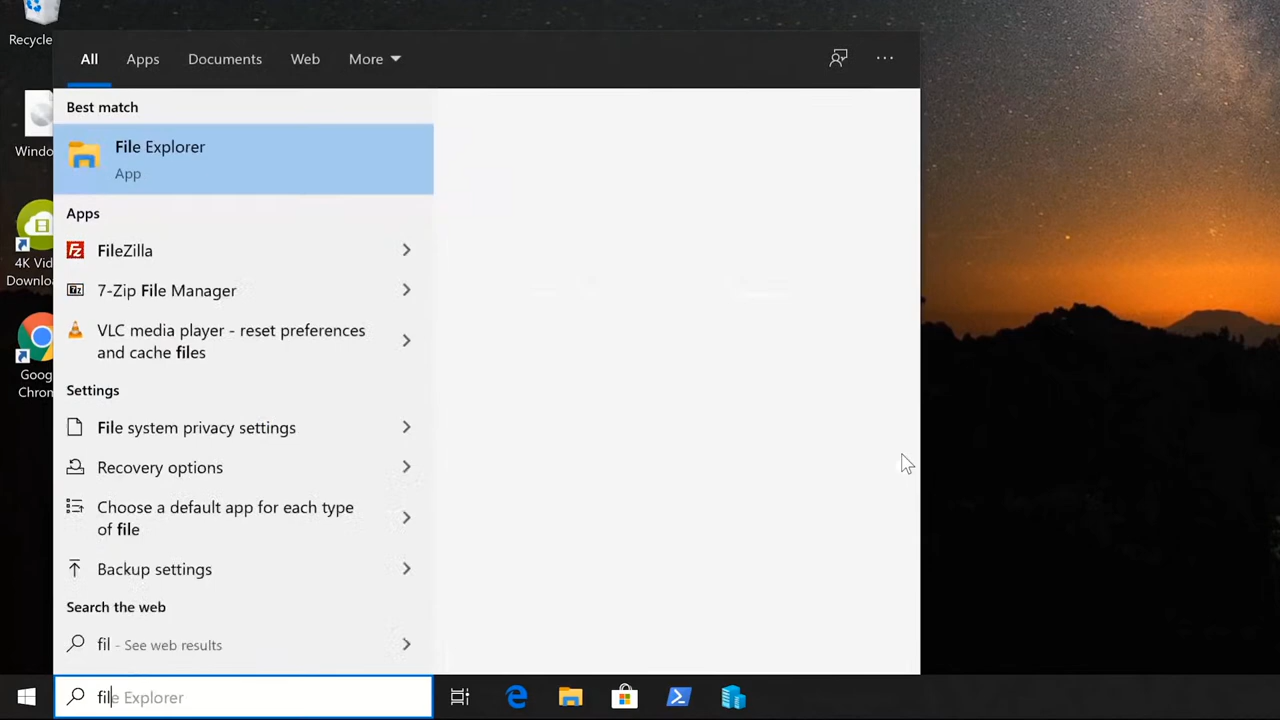 Recycle
All Apps Documents Web More
Best match
File Explorer
App
Apps
FileZilla
7-Zip File Manager
VLC media player - reset preferences
and cache files
Settings
File system privacy settings
Recovery options
Choose a default app for each type
of file
Backup settings
Search the web
fil - See web results
file Explorer
Windo
4K Vid
Downloa
Goog
Chrom